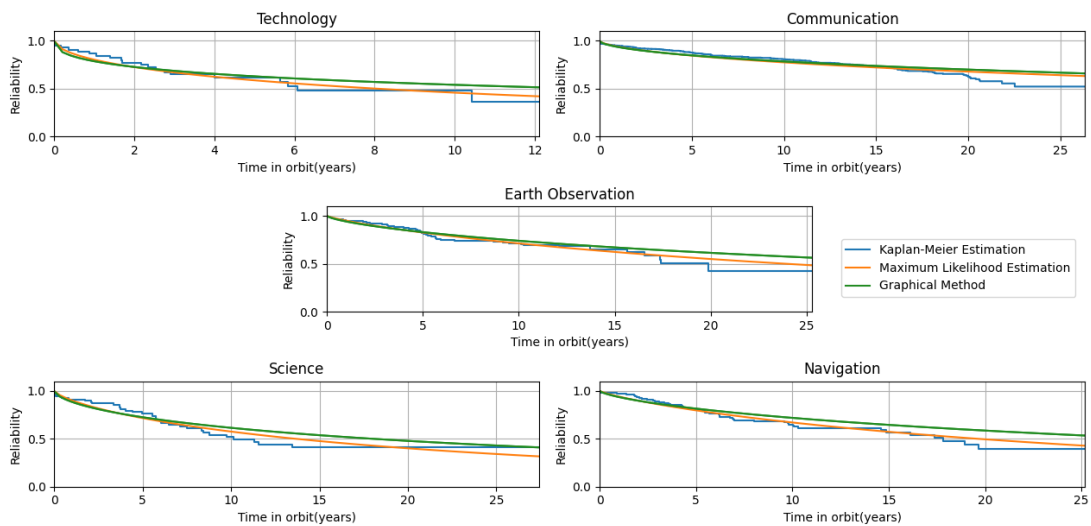 Technology
Communication
1.0
0.5
0.0
Reliability
0 2 4 6 8 10 12
Time in orbit(years)
1.0
0.5
0.0
Reliability
0 5 10 15 20 25
Time in orbit(years)
Earth Observation
1.0
0.5
0.0
Reliability
0 5 10 15 20 25
Time in orbit(years)
Kaplan-Meier Estimation
Maximum Likelihood Estimation
Graphical Method
Science
Navigation
1.0
0.5
0.0
Reliability
0 5 10 15 20 25
Time in orbit(years)
1.0
0.5
0.0
Reliability
0 5 10 15 20 25
Time in orbit(years)